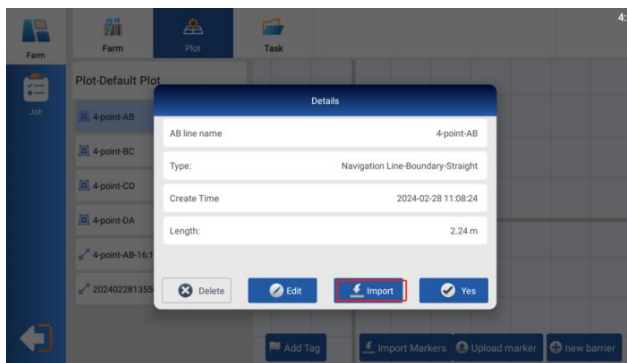 4:
Farm
Plot
Task
Farm
Job
Plot-Default Plot
4-point-AB
4-point-BC
4-point-CD
4-point-DA
4-point-AB-16:1
20240228135
Details
AB line name 4-point-AB
Type: Navigation Line-Boundary-Straight
Create Time 2024-02-28 11:08:24
Length: 2.24 m
Delete Edit Import Yes
Add Tag Import Markers Upload marker new barrier